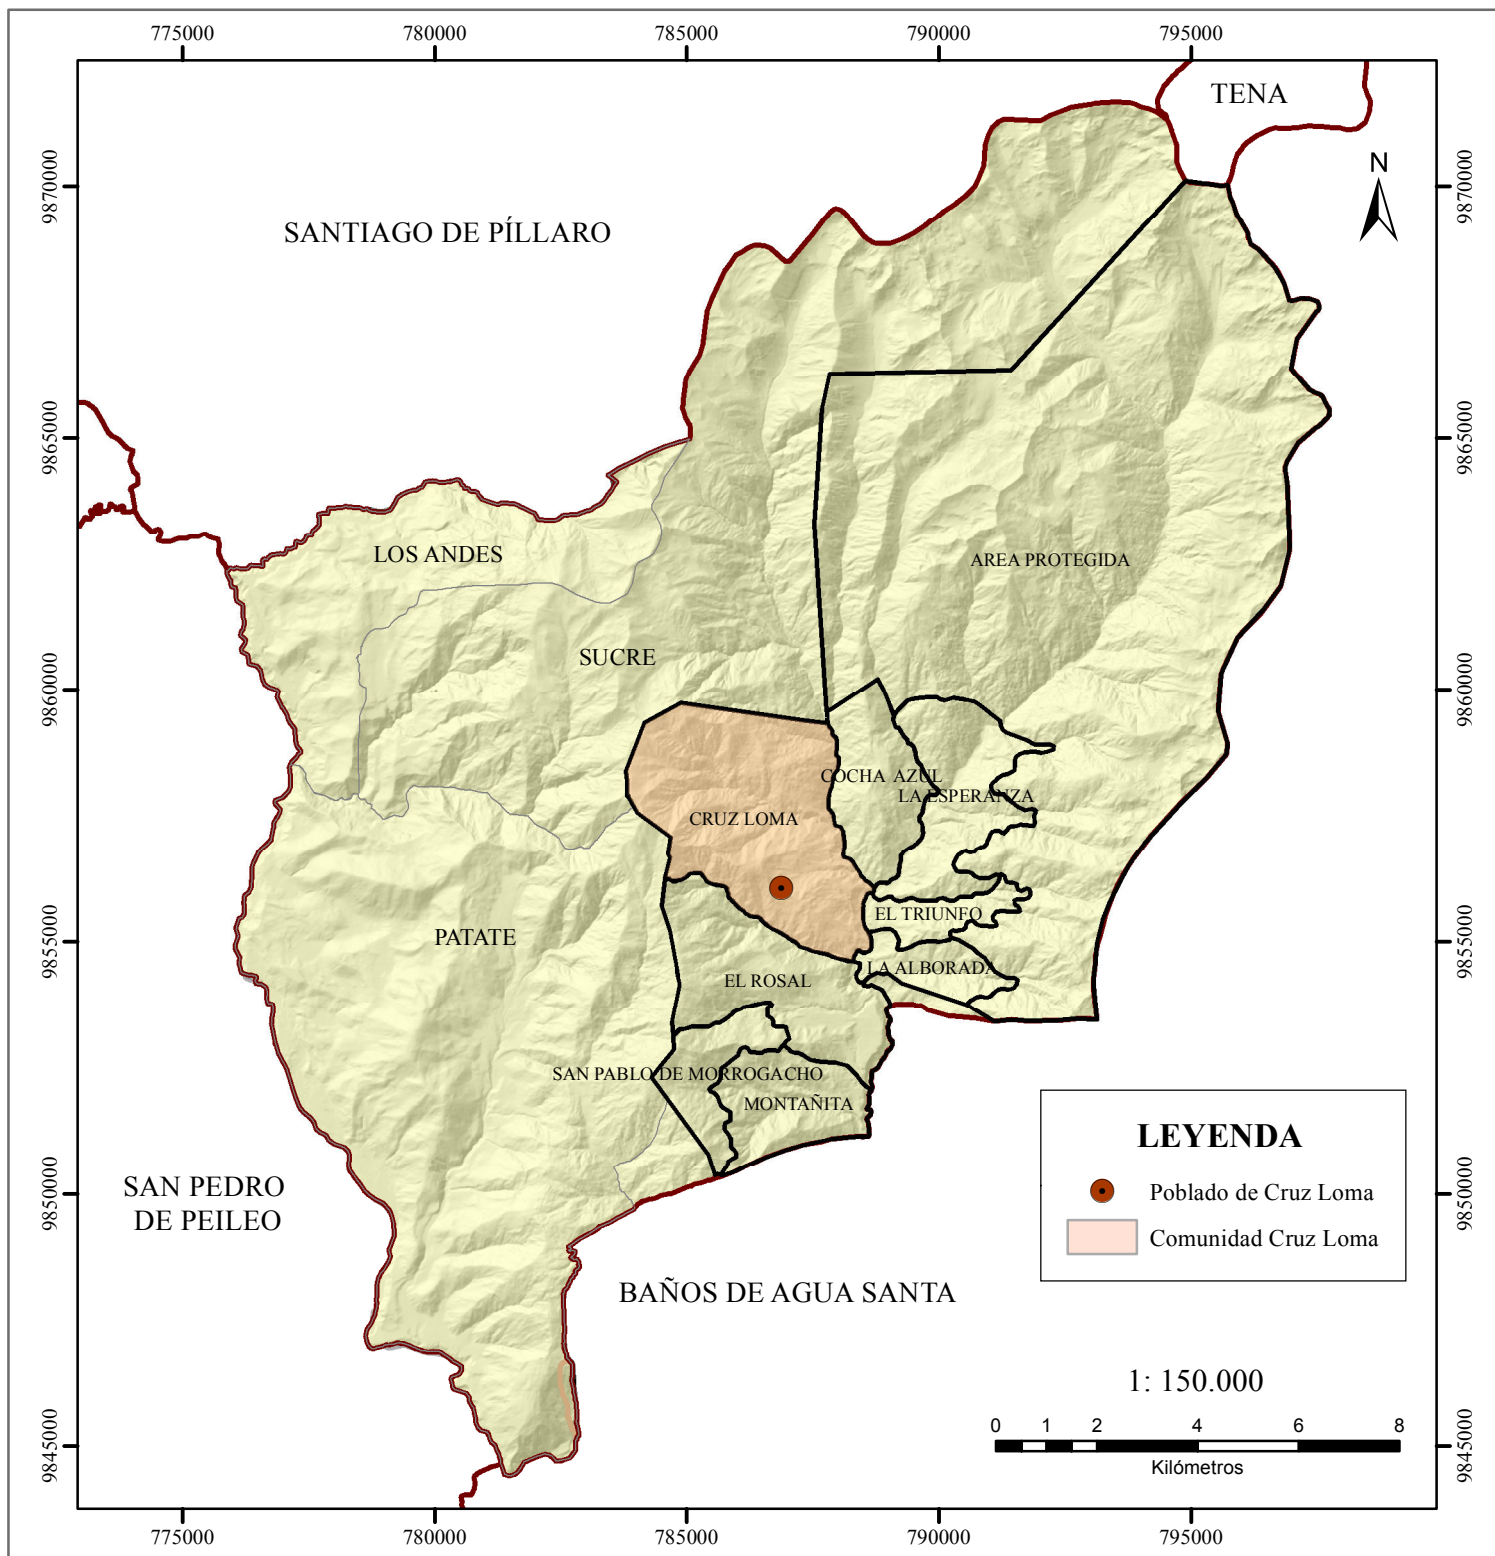 775000
780000
785000
790000
795000
TENA
N
9870000
9870000
SANTIAGO DE PÍLLARO
9865000
9865000
LOS ANDES
AREA PROTEGIDA
SUCRE
9860000
9860000
COCHA AZUL
LA ESPERANZA
CRUZ LOMA
EL TRIUNFO
PATATE
9855000
9855000
LA ALBORADA
EL ROSAL
SAN PABLO DE MORROGACHO
MONTAÑITA
LEYENDA
Poblado de Cruz Loma
Comunidad Cruz Loma
SAN PEDRO
DE PEILEO
9850000
9850000
BAÑOS DE AGUA SANTA
1: 150.000
0 1 2 4 6 8
Kilómetros
9845000
9845000
775000
780000
785000
790000
795000